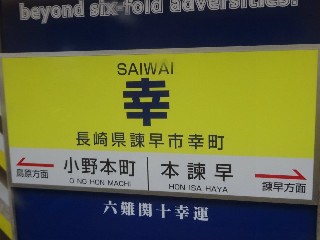 beyond six-fold adversities!
SAIWAI
幸
長崎県諫早市幸町
小野本町
本諫早
島原方面
諫早方面
O NO HON MACHI
HON ISA HAYA
六難関十幸運